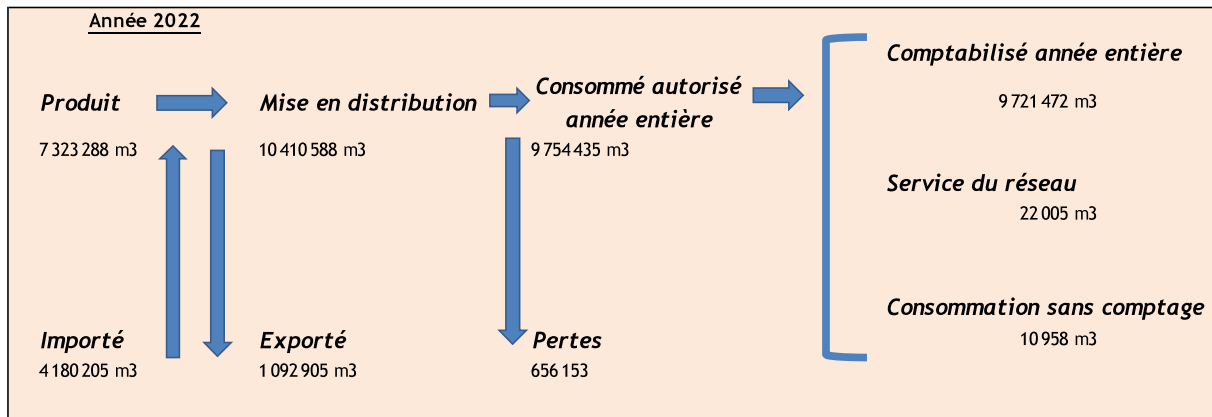 Année 2022
Produit
7 323 288 m3
Mise en distribution
10 410 588 m3
Consommé autorisé
année entière
9 754 435 m3
Comptabilisé année entière
9 721 472 m3
Service du réseau
22 005 m3
Consommation sans comptage
10 958 m3
Importé
4 180 205 m3
Exporté
1 092 905 m3
Pertes
656 153